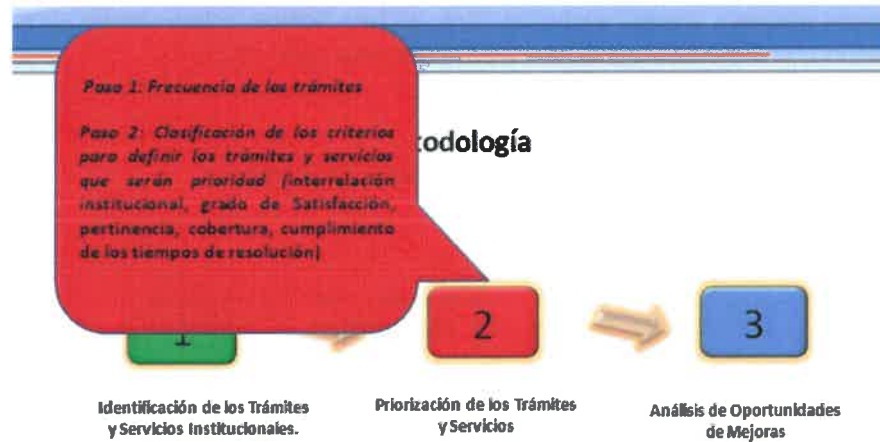 Paso 1: Frecuencia de los trámites
Paso 2: Clasificación de los criterios
para definir los trámites y servicios
que serán prioridad (interrelación
institucional, grado de Satisfacción,
pertinencia, cobertura, cumplimiento
de los tiempos de resolución)
todología
1
2
3
Identificación de los Trámites
y Servicios Institucionales.
Priorización de los Trámites
y Servicios
Análisis de Oportunidades
de Mejoras